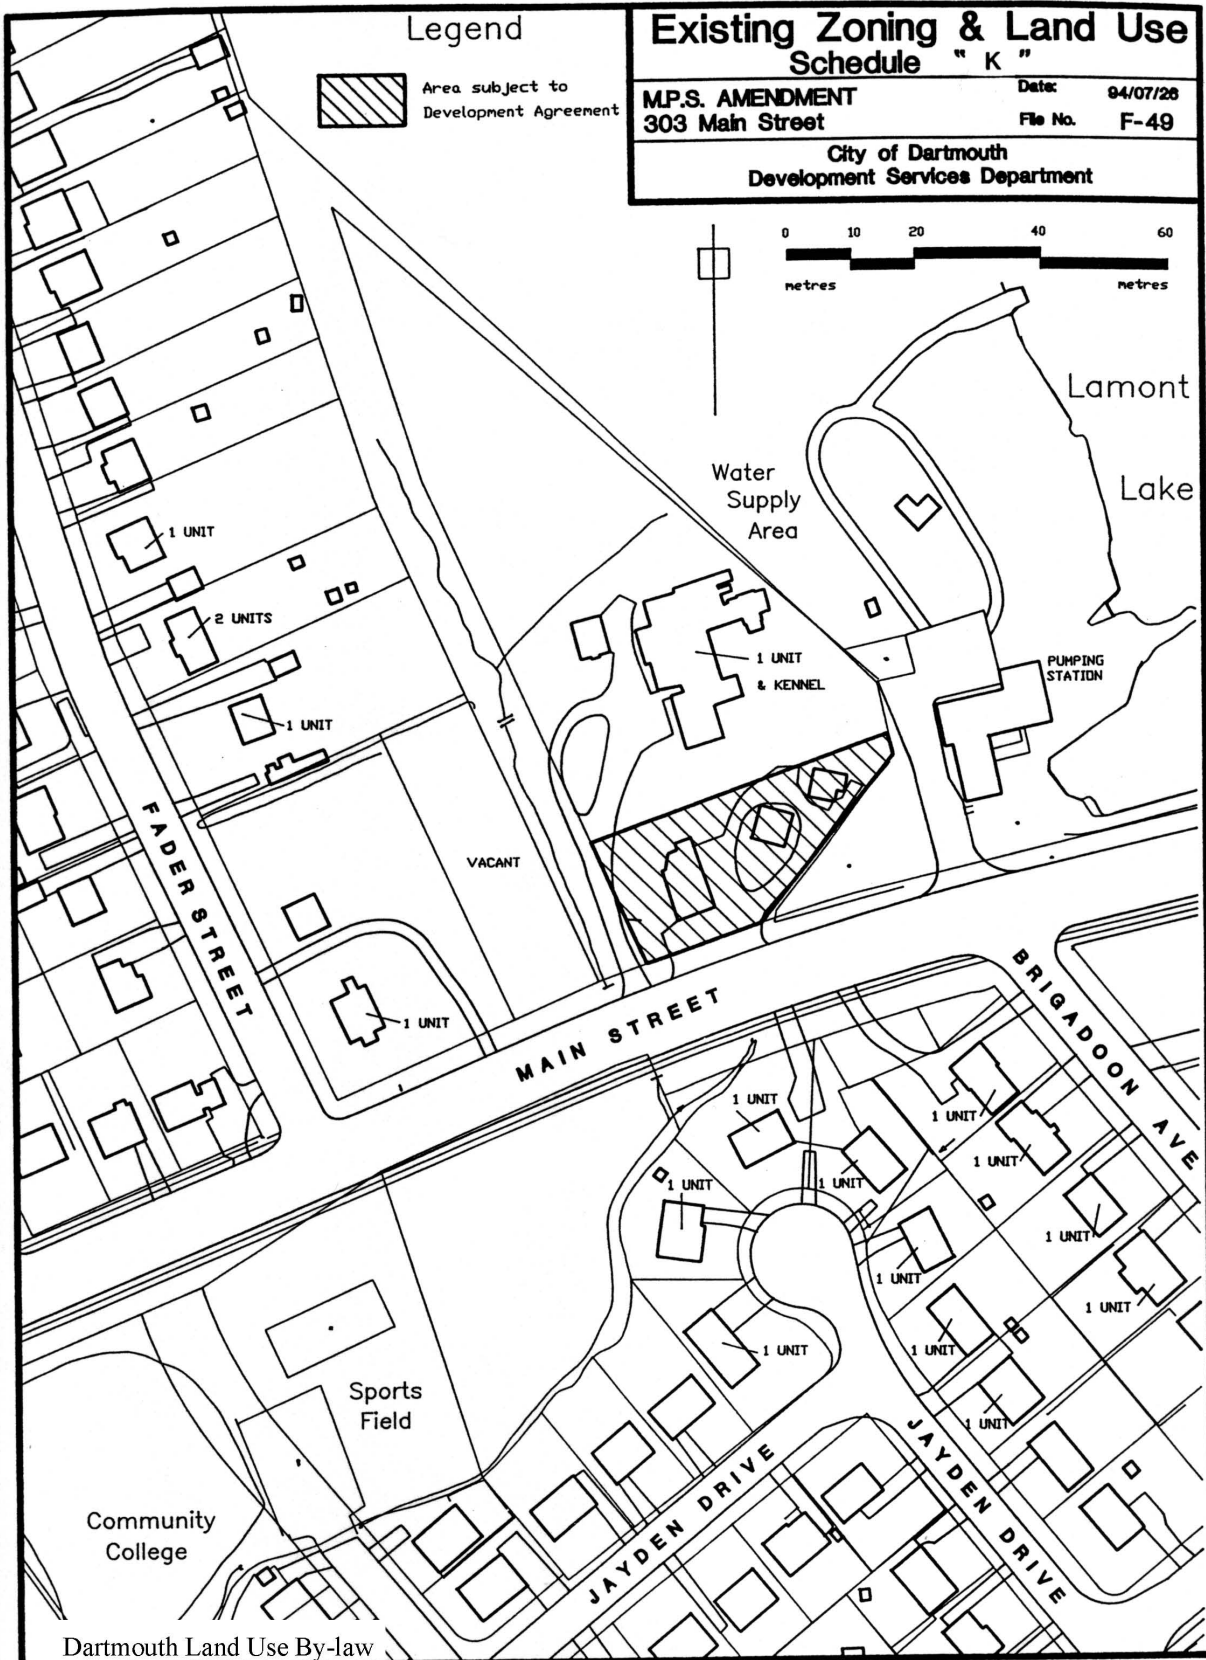 Legend
Area subject to
Development Agreement
Existing Zoning & Land Use
Schedule " K "
M.P.S. AMENDMENT
Date: 94/07/26
303 Main Street
File No. F-49
City of Dartmouth
Development Services Department
0 10 20 40 60
metres metres
Lamont
Lake
Water
Supply
Area
1 UNIT
2 UNITS
1 UNIT
1 UNIT
& KENNEL
PUMPING
STATION
FADER STREET
VACANT
1 UNIT
MAIN STREET
BRIGADOON AVE
1 UNIT
1 UNIT
1 UNIT
1 UNIT
1 UNIT
1 UNIT
1 UNIT
1 UNIT
1 UNIT
1 UNIT
1 UNIT
Sports
Field
JAYDEN DRIVE
JAYDEN DRIVE
Community
College
Dartmouth Land Use By-law